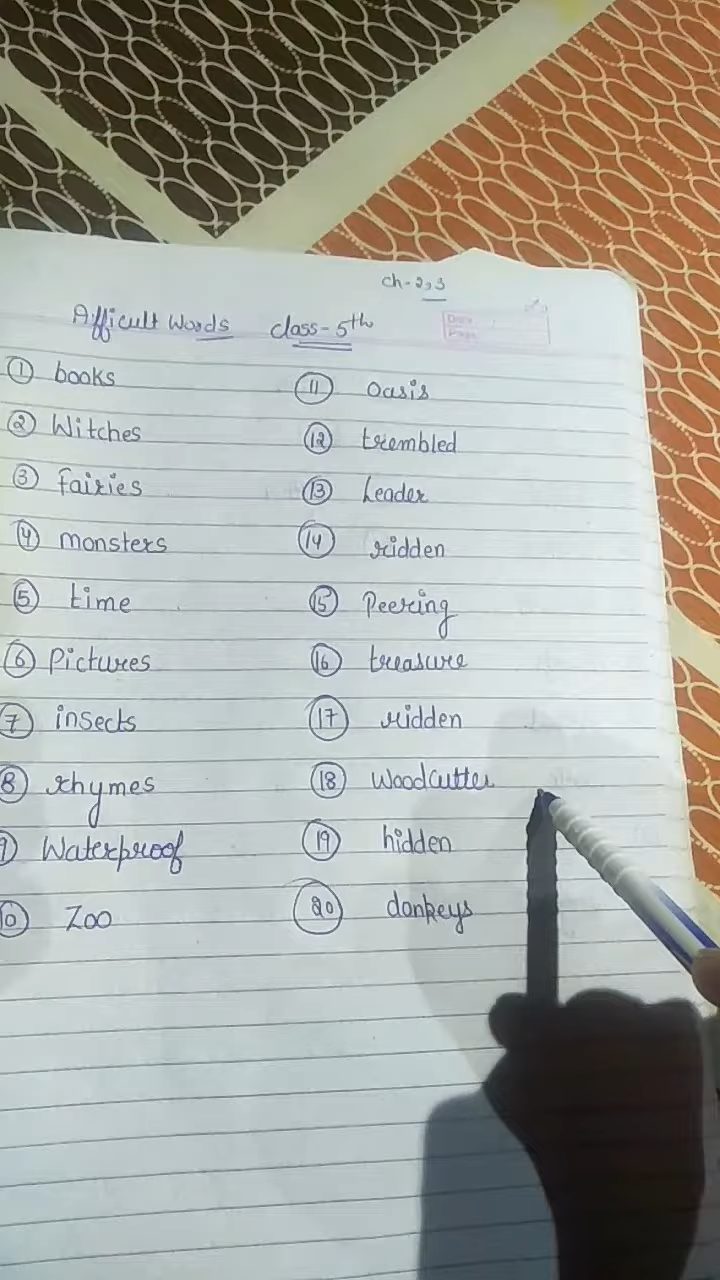 ch-2,3
Difficult Words class-5th
Date
Page
① books
② Witches
③ fairies
④ monsters
⑤ time
⑥ Pictures
⑦ insects
⑧ rhymes
9 Waterproof
10 Zoo
⑪ Oasis
⑫ trembled
⑬ Leader
⑭ ridden
⑮ Peering
⑯ treasure
⑰ ridden
⑱ Woodcutter
⑲ hidden
⑳ donkeys